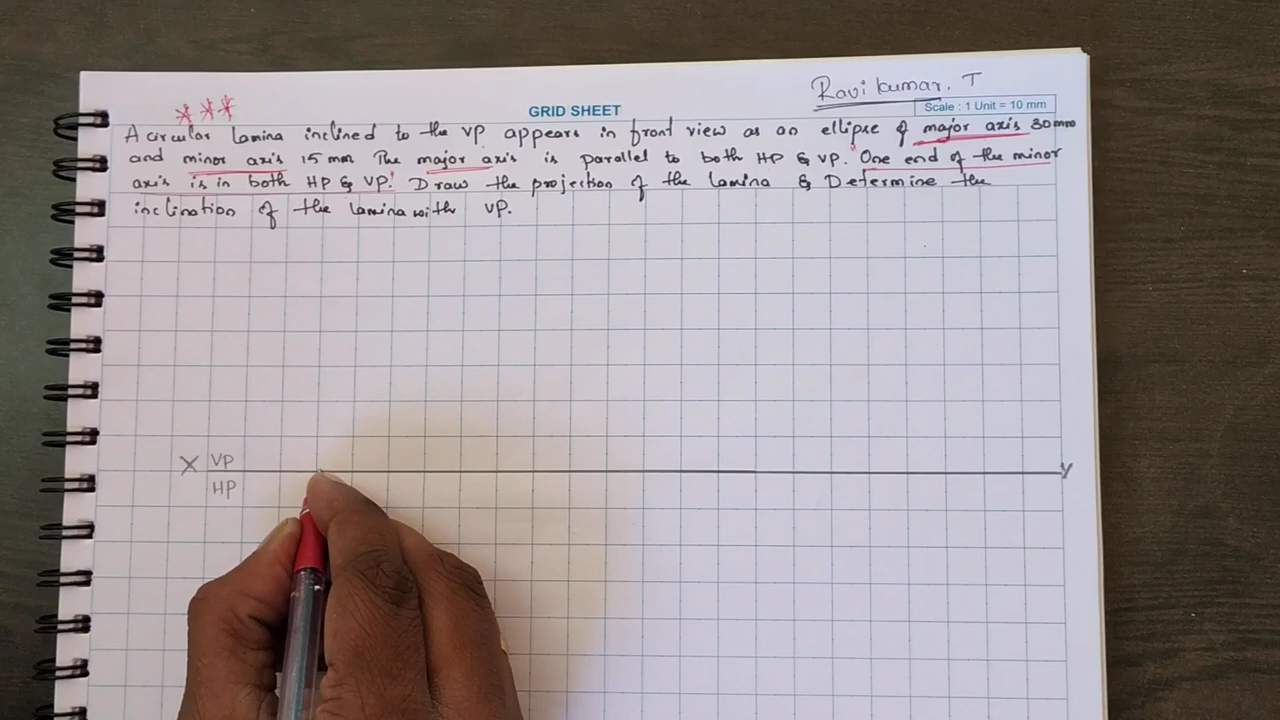 Ravi kumar. T
GRID SHEET
Scale : 1 Unit = 10 mm
A circular lamina inclined to the VP appears in front view as an ellipse of major axis 30mm
and minor axis 15mm The major axis is parallel to both HP & VP. "One end of the minor
axis is in both HP & VP." Draw the projection of the lamina & Determine the
inclination of the lamina with VP.
X VP
Y
HP